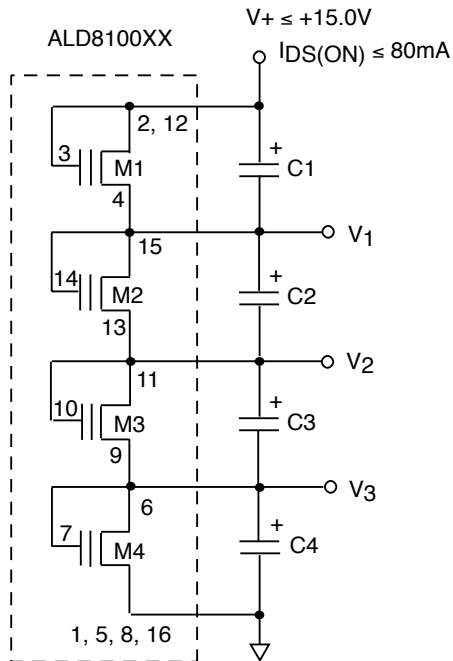 V+ ≤ +15.0V
ALD8100XX
IDS(ON) ≤ 80mA
2, 12
3
M1
+
C1
4
15
V1
14
M2
+
C2
13
11
V2
10
M3
+
C3
9
6
V3
7
M4
+
C4
1, 5, 8, 16